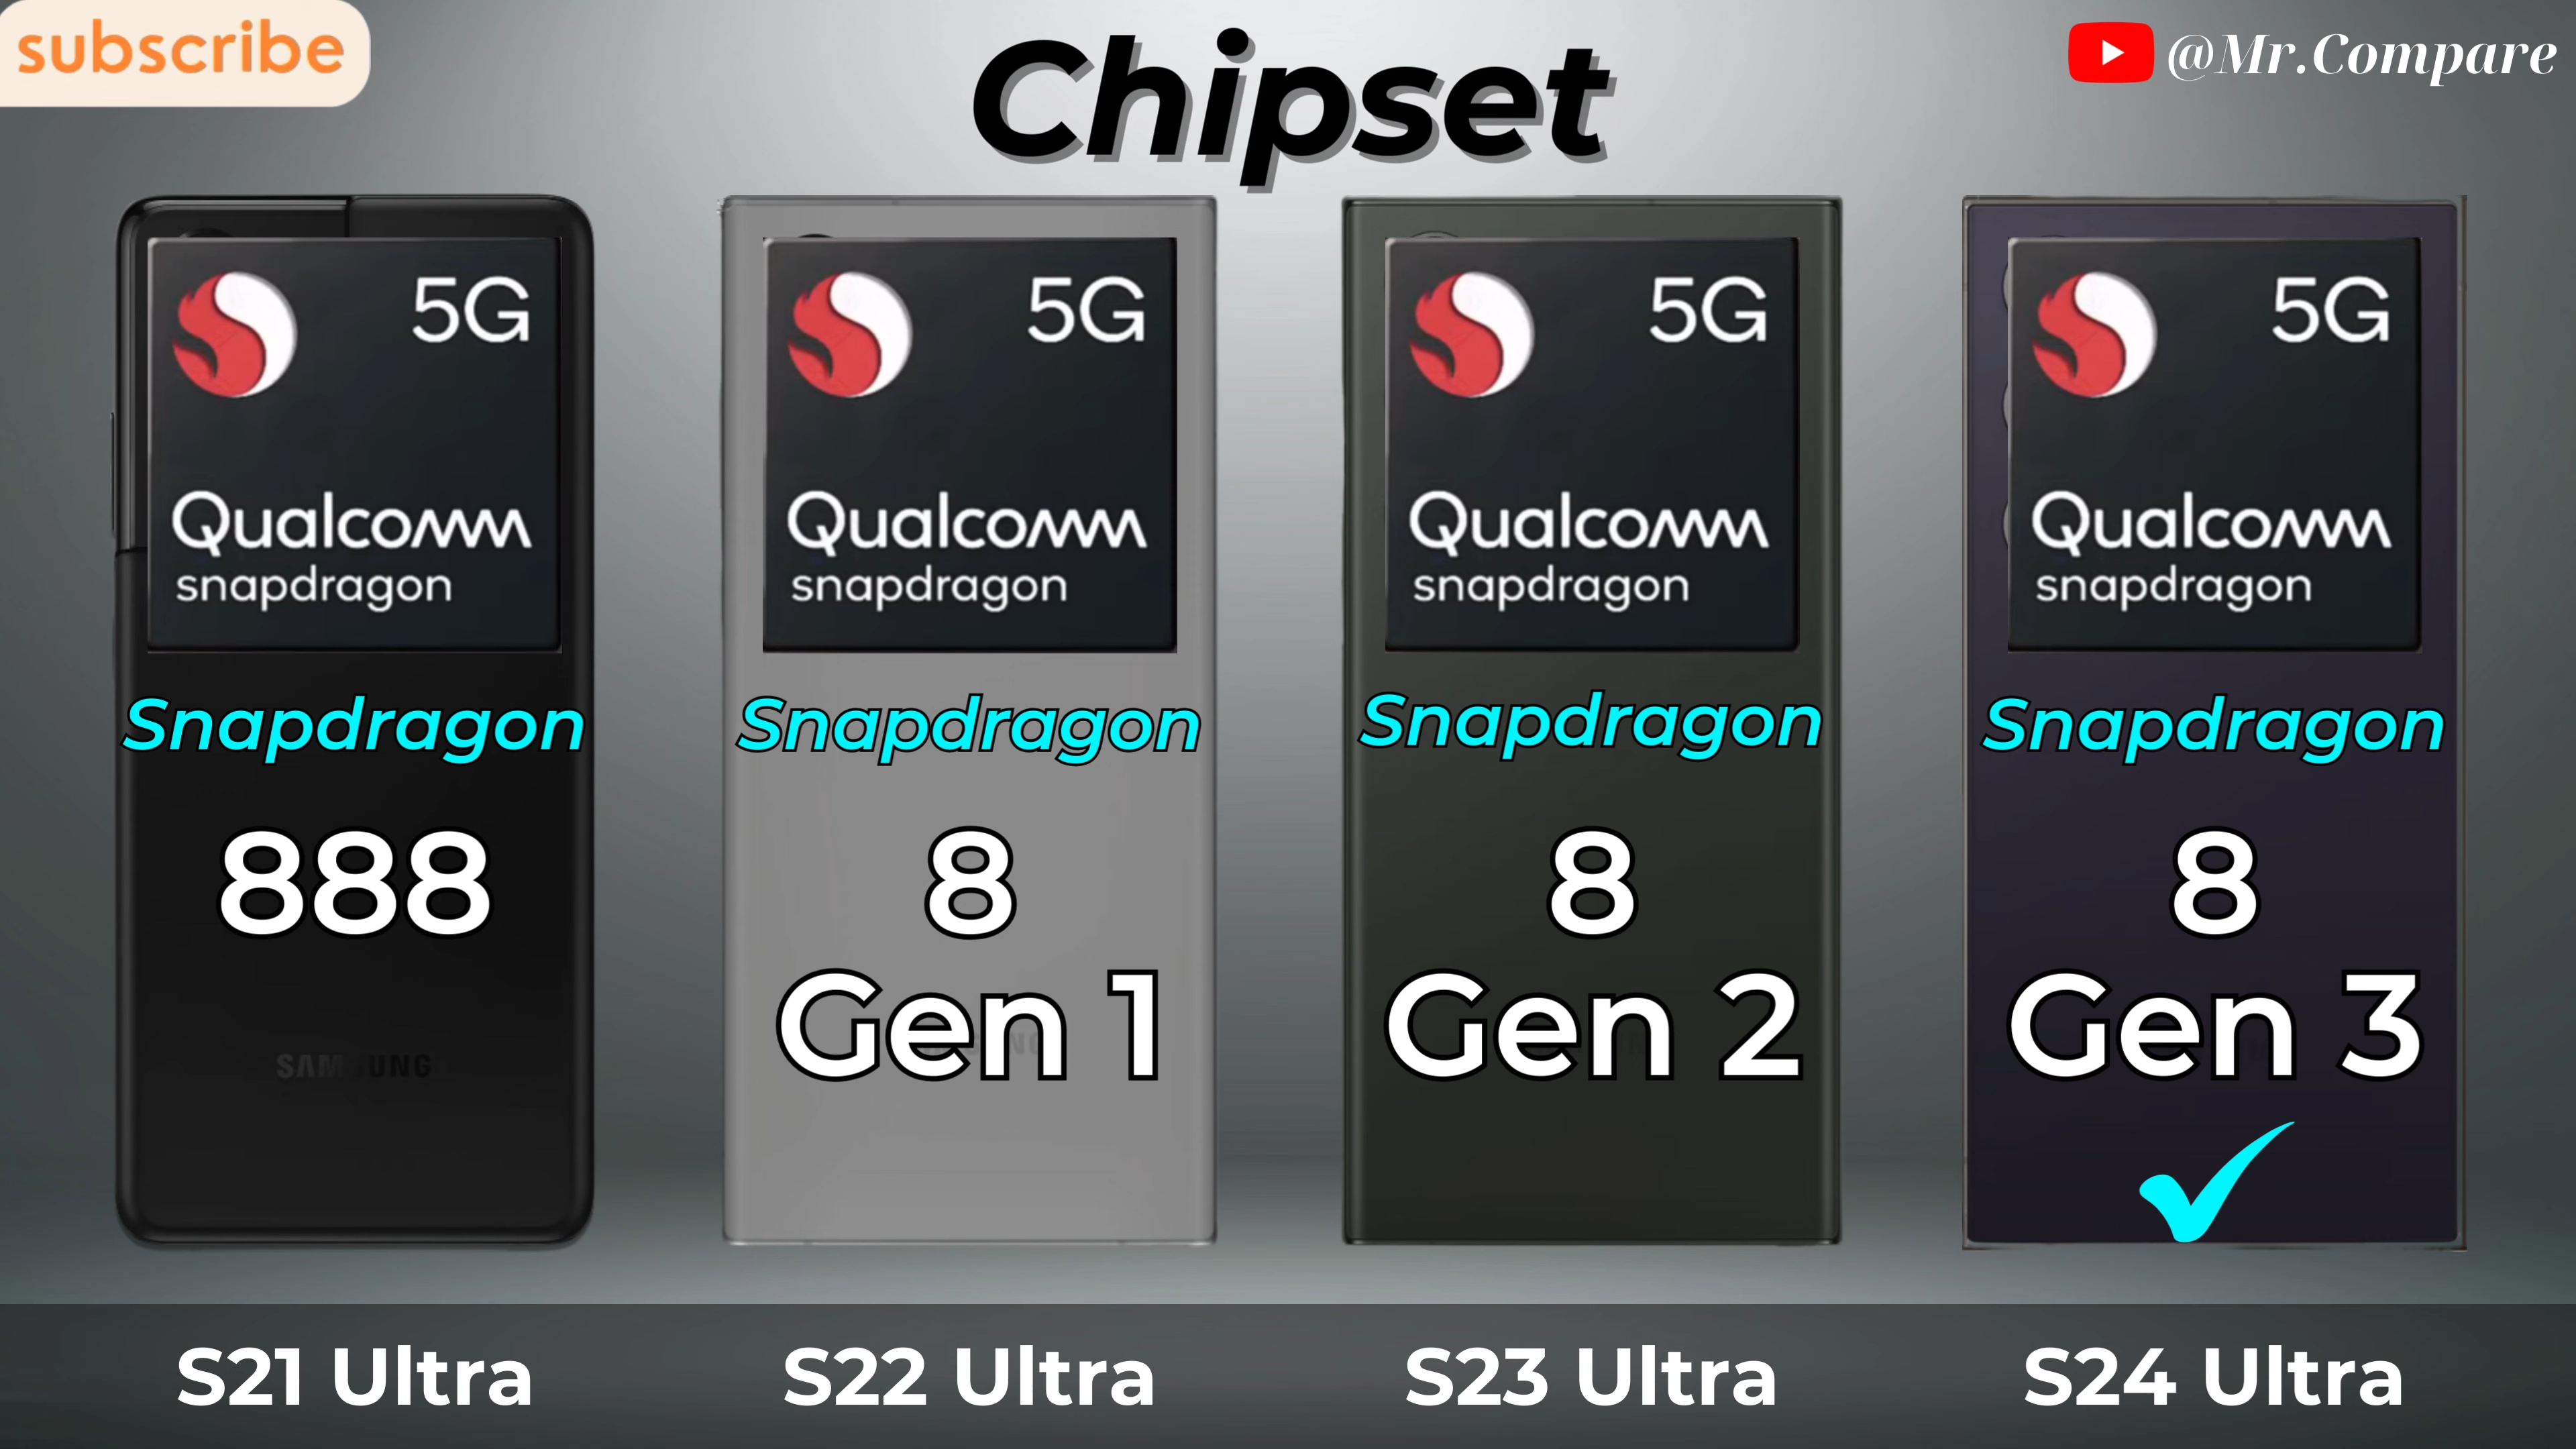 subscribe
Chipset
@Mr.Compare
5G
Qualcomm
snapdragon
Snapdragon
888
SAMSUNG
S21 Ultra
5G
Qualcomm
snapdragon
Snapdragon
8
Gen 1
S22 Ultra
5G
Qualcomm
snapdragon
Snapdragon
8
Gen 2
S23 Ultra
5G
Qualcomm
snapdragon
Snapdragon
8
Gen 3
S24 Ultra